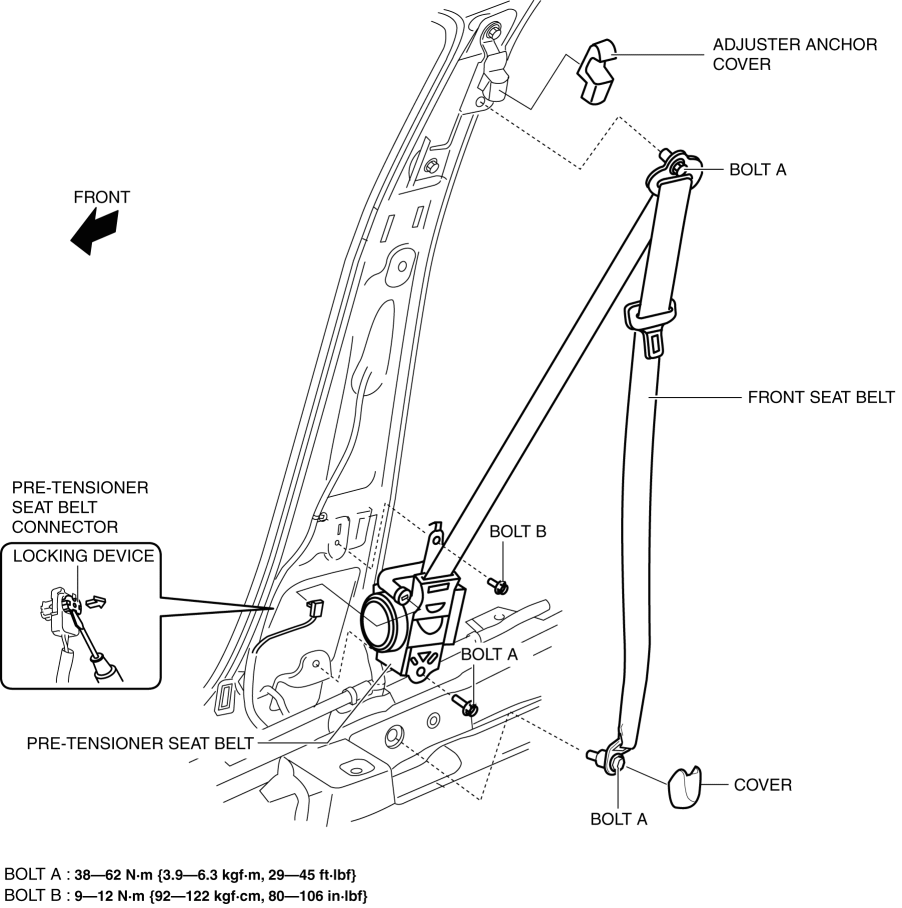 ADJUSTER ANCHOR
COVER
BOLT A
FRONT
FRONT SEAT BELT
PRE-TENSIONER
SEAT BELT
CONNECTOR
LOCKING DEVICE
BOLT B
BOLT A
PRE-TENSIONER SEAT BELT
COVER
BOLT A
BOLT A : 38—62 N·m {3.9—6.3 kgf·m, 29—45 ft·lbf}
BOLT B : 9—12 N·m {92—122 kgf·cm, 80—106 in·lbf}